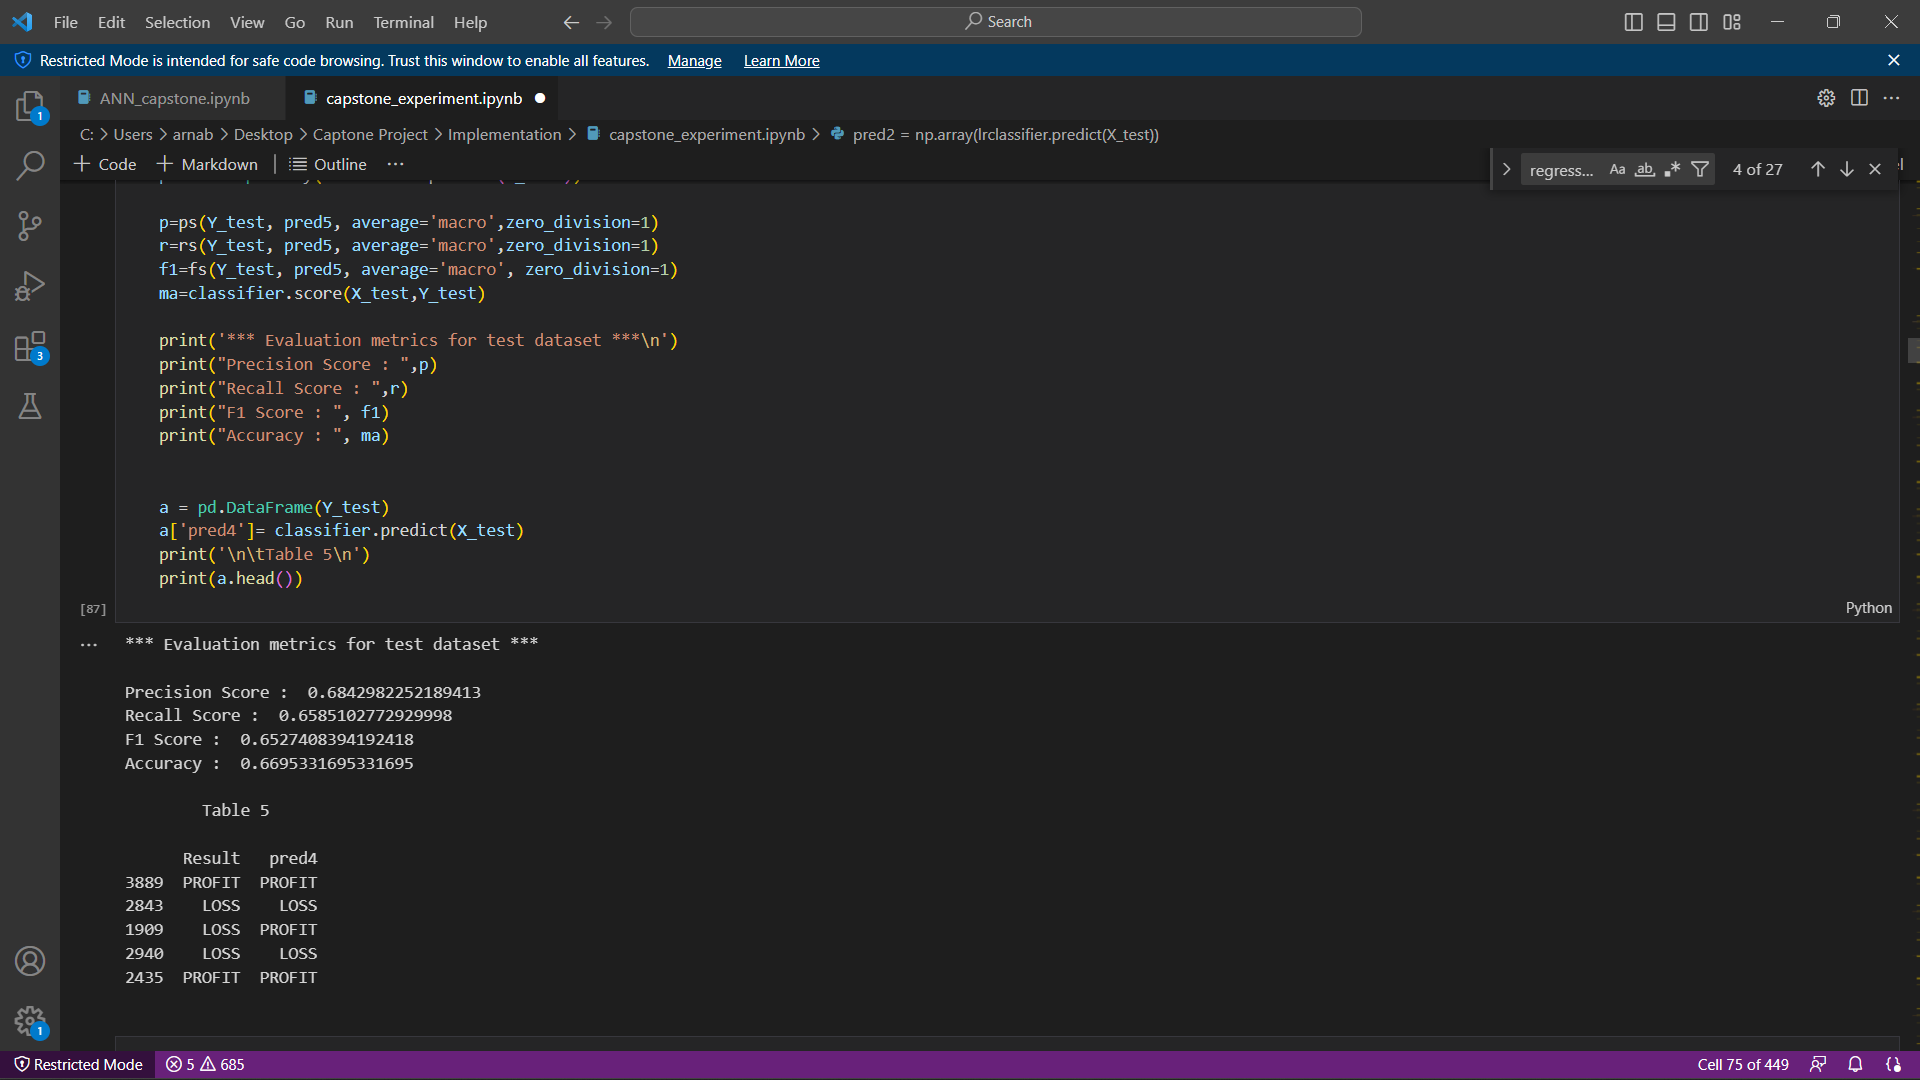 File Edit Selection View Go Run Terminal Help Search
Restricted Mode is intended for safe code browsing. Trust this window to enable all features. Manage Learn More
ANN_capstone.ipynb capstone_experiment.ipynb
C: > Users > arnab > Desktop > Captone Project > Implementation > capstone_experiment.ipynb > pred2 = np.array(lrclassifier.predict(X_test))
+ Code + Markdown | Outline ...
regress... Aa ab .* 4 of 27
p=ps(Y_test, pred5, average='macro',zero_division=1)
r=rs(Y_test, pred5, average='macro',zero_division=1)
f1=fs(Y_test, pred5, average='macro', zero_division=1)
ma=classifier.score(X_test,Y_test)
print('*** Evaluation metrics for test dataset ***\n')
print("Precision Score : ",p)
print("Recall Score : ",r)
print("F1 Score : ", f1)
print("Accuracy : ", ma)
a = pd.DataFrame(Y_test)
a['pred4']= classifier.predict(X_test)
print('\n\tTable 5\n')
print(a.head())
[87] Python
*** Evaluation metrics for test dataset ***
Precision Score :  0.6842982252189413
Recall Score :  0.6585102772929998
F1 Score :  0.6527408394192418
Accuracy :  0.6695331695331695
Table 5
Result pred4
3889 PROFIT PROFIT
2843 LOSS LOSS
1909 LOSS PROFIT
2940 LOSS LOSS
2435 PROFIT PROFIT
1
3
1
Restricted Mode 5 685 Cell 75 of 449